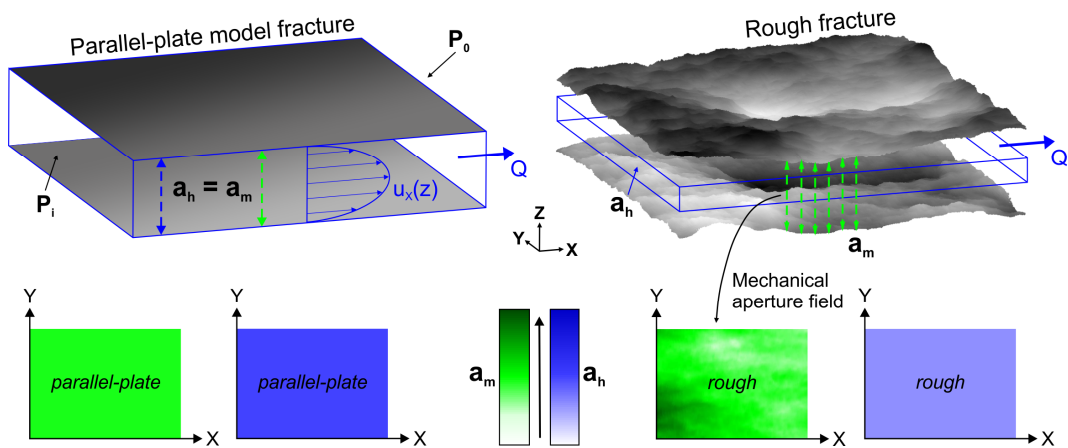 Parallel-plate model fracture
P₀
Rough fracture
aₕ = aₘ
uₓ(z)
Q
Pᵢ
Z
Y
X
aₕ
aₘ
Q
Mechanical
aperture field
Y
parallel-plate
X
Y
parallel-plate
X
aₘ
aₕ
Y
rough
X
Y
rough
X